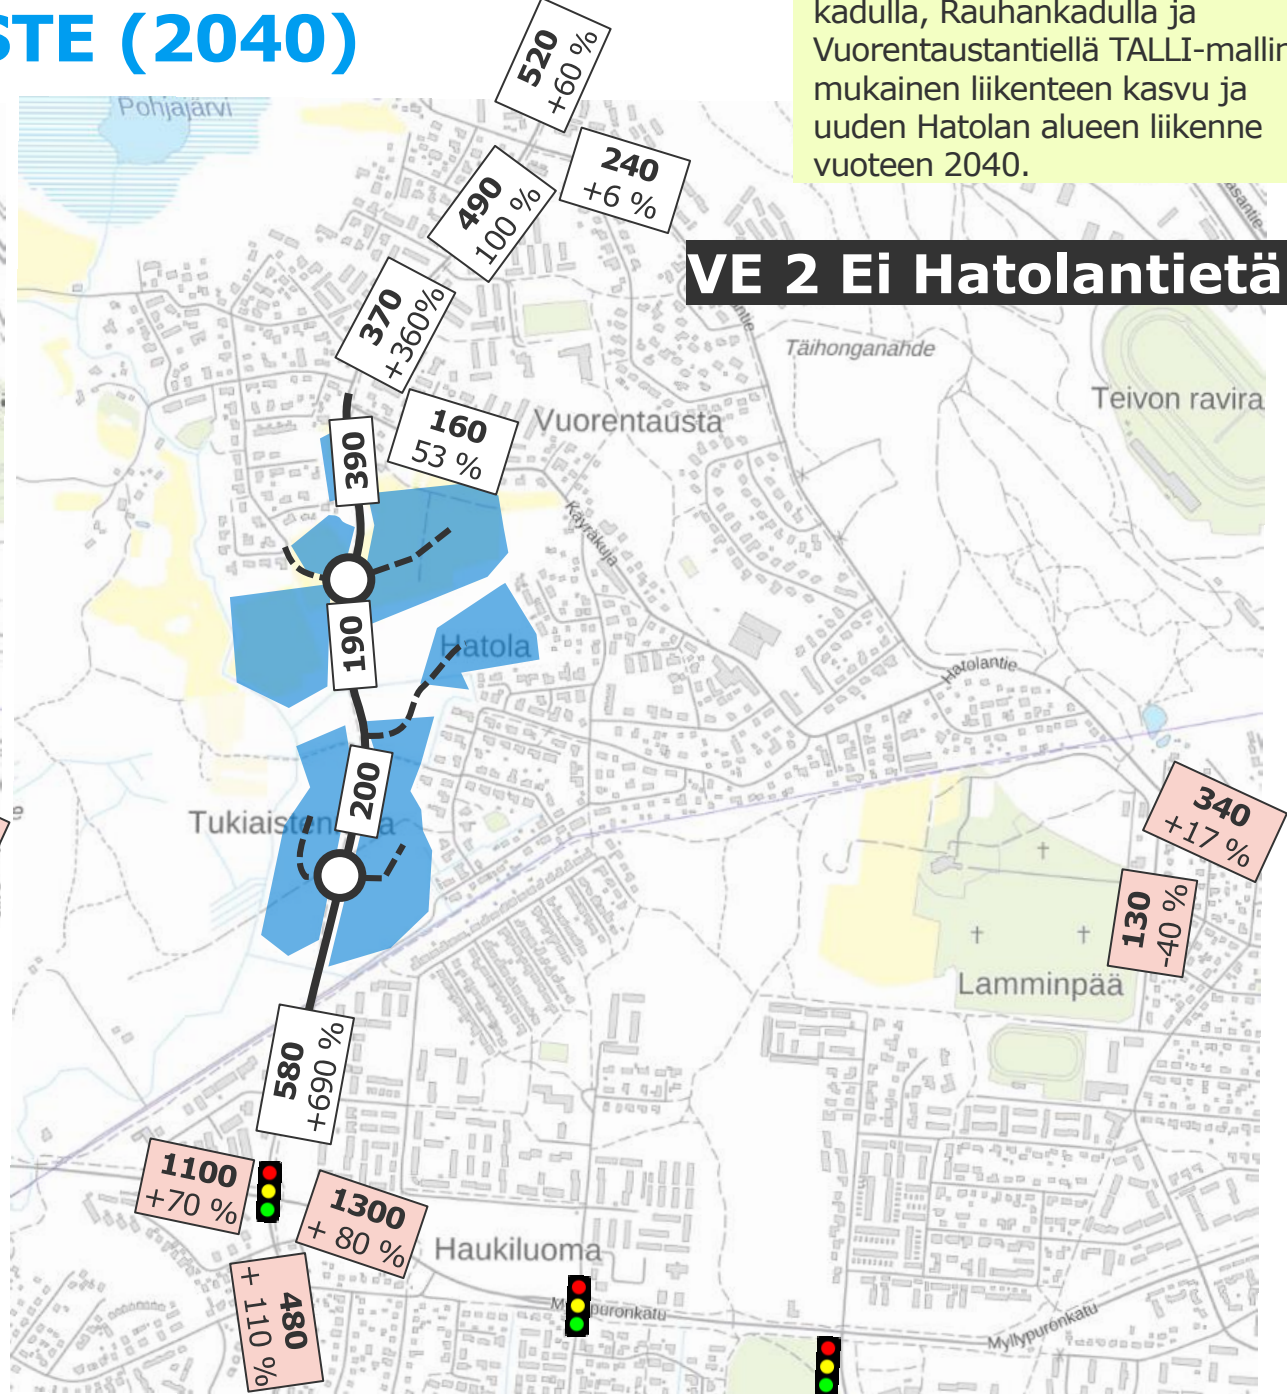 STE (2040)
kadulla, Rauhankadulla ja
Vuorentaustantiellä TALLI-mallin
mukainen liikenteen kasvu ja
uuden Hatolan alueen liikenne
vuoteen 2040.
VE 2 Ei Hatolantietä
520
+60 %
Pohjajärvi
240
+6 %
490
100 %
370
+360%
Täihonganahde
Teivon ravira
160
53 %
Vuorentausta
390
Käyräkuja
190
Hatola
Hatolantie
200
Tukiaisten
340
+17 %
130
-40 %
Lamminpää
580
+690 %
1100
+70 %
1300
+ 80 %
Haukiluoma
480
+ 110 %
Myllypuronkatu